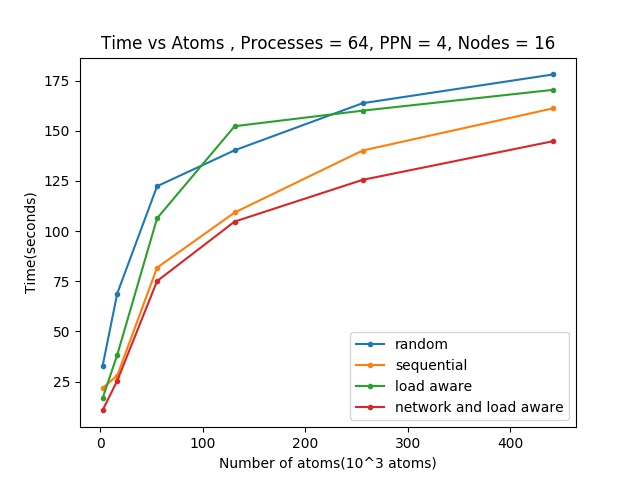 Time vs Atoms , Processes = 64, PPN = 4, Nodes = 16
175
150
125
100
75
50
25
Time(seconds)
0 100 200 300 400
Number of atoms(10^3 atoms)
random
sequential
load aware
network and load aware